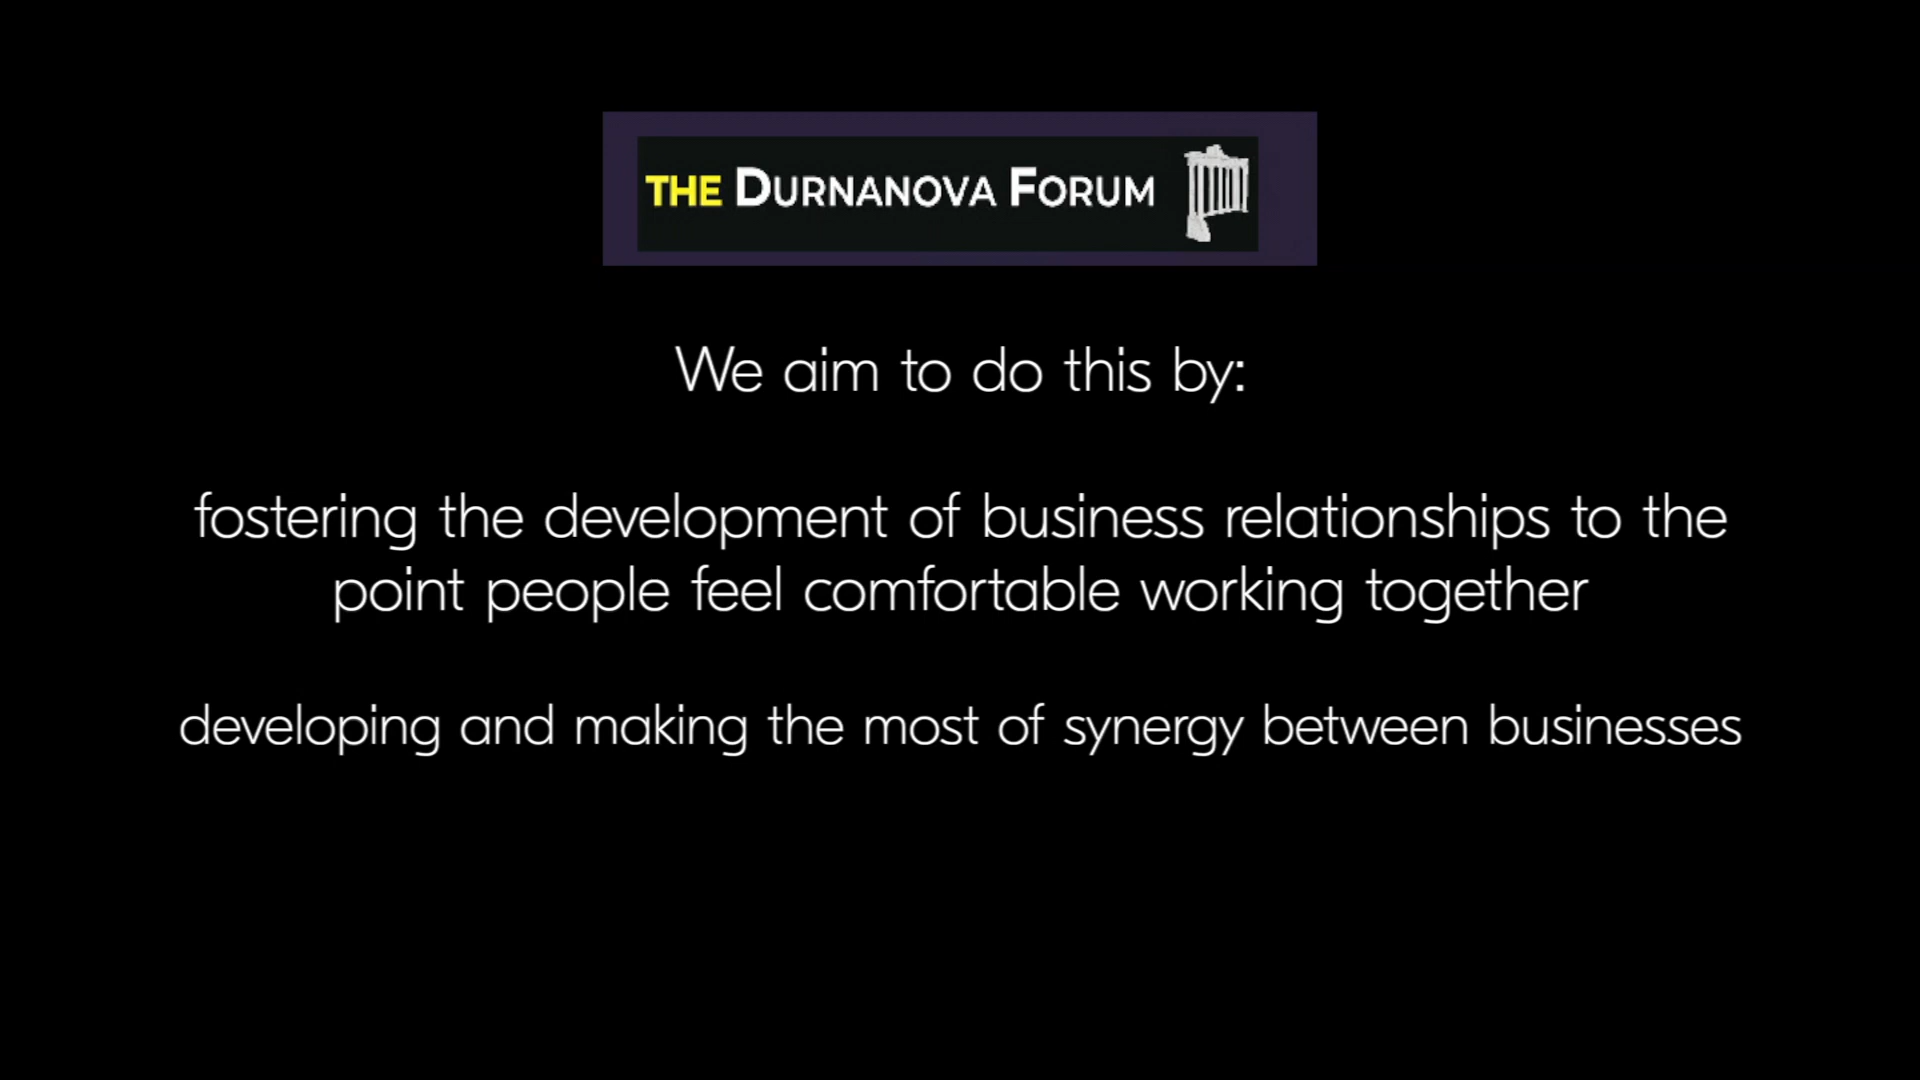 THE DURNANOVA FORUM
We aim to do this by:
fostering the development of business relationships to the
point people feel comfortable working together
developing and making the most of synergy between businesses